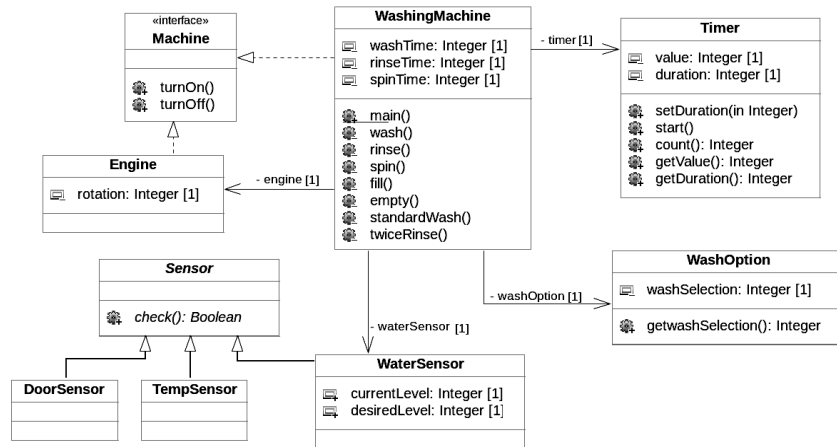 «interface»
Machine
turnOn()
turnOff()
WashingMachine
washTime: Integer [1]
rinseTime: Integer [1]
spinTime: Integer [1]
main()
wash()
rinse()
spin()
fill()
empty()
standardWash()
twiceRinse()
- timer[1]
Timer
value: Integer [1]
duration: Integer [1]
setDuration(in Integer)
start()
count(): Integer
getValue(): Integer
getDuration(): Integer
Engine
rotation: Integer [1]
- engine [1]
Sensor
check(): Boolean
- waterSensor [1]
- washOption [1]
WashOption
washSelection: Integer [1]
getwashSelection(): Integer
DoorSensor
TempSensor
WaterSensor
currentLevel: Integer [1]
desiredLevel: Integer [1]